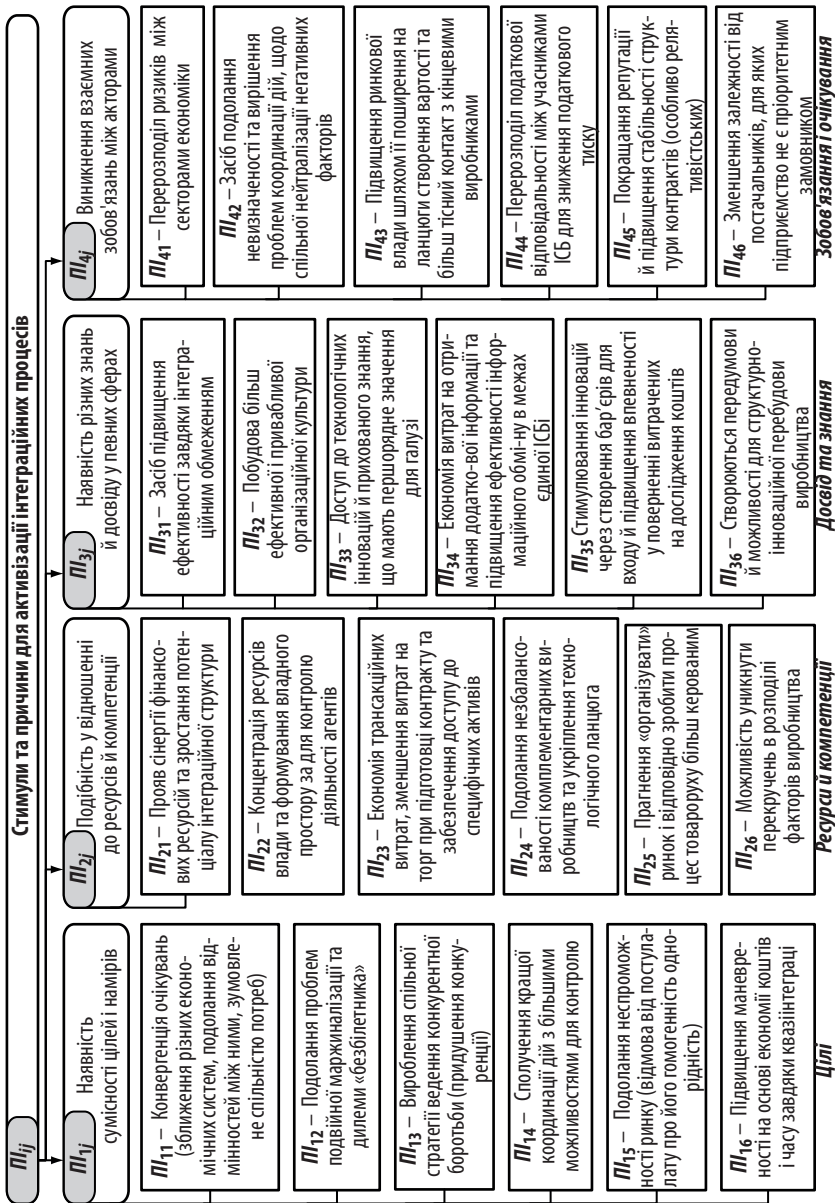 Стимули та причини для активізації інтеграційних процесів
ПІij
ПІ1j Наявність
сумісності цілей і намірів
ПІ11 – Конвергенція очікувань
(зближення різних еконо-
мічних систем, подолання від-
мінностей між ними, зумовле-
не спільністю потреб)
ПІ12 – Подолання проблем
подвійної маржиналізації та
дилеми «безбілетника»
ПІ13 – Вироблення спільної
стратегії ведення конкурентної
боротьби (придушення конку-
ренції)
ПІ14 – Сполучення кращої
координації дій з більшими
можливостями для контролю
ПІ15 – Подолання неспромож-
ності ринку (відмова від постула-
лату про його гомогенність одно-
рідність)
ПІ16 – Підвищення маневре-
ності на основі економії коштів
і часу завдяки квазіінтеграці
Цілі
ПІ2j Подібність у відношенні
до ресурсів й компетенції
ПІ21 – Прояв сінергії фінансо-
вих ресурсій та зростання потен-
ціалу інтеграційної структури
ПІ22 – Концентрація ресурсів
влади та формування владного
простору за для контролю
діяльності агентів
ПІ23 – Економія трансакційних
витрат, зменшення витрат на
торг при підготовці контракту та
забезпечення доступу до
специфічних активів
ПІ24 – Подолання незбалансо-
ваності комплементарних ви-
робництв та укріплення техно-
логічного ланцюга
ПІ25 – Прагнення «організувати»
ринок і відповідно зробити про-
цес товароруху більш керованим
ПІ26 – Можливість уникнути
перекручень в розподілі
факторів виробництва
Ресурси й компетенції
ПІ3j Наявність різних знань
й досвіду у певних сферах
ПІ31 – Засіб підвищення
ефективності завдяки інтегра-
ційним обмеженням
ПІ32 – Побудова більш
ефективної і привабливої
організаційної культури
ПІ33 – Доступ до технологічних
інновацій й прихованого знання,
що мають першорядне значення
для галузі
ПІ34 – Економія витрат на отри-
мання додатко-вої інформації та
підвищення ефективності інфор-
маційного обмі-ну в межах
єдиної ІСБі
ПІ35 Стимулювання інновацій
через створення бар'єрів для
входу й підвищення впевненості
у поверненні витрачених
на дослідження коштів
ПІ36 – Створюються передумови
й можливості для структурно-
інноваційної перебудови
виробництва
Досвід та знання
ПІ4j Виникнення взаємних
зобов'язань між акторами
ПІ41 – Перерозподіл ризиків між
секторами економіки
ПІ42 – Засіб подолання
невизначеності та вирішення
проблем координації дій, щодо
спільної нейтралізації негативних
факторів
ПІ43 – Підвищення ринкової
влади шляхом її поширення на
ланцюги створення вартості та
більш тісний контакт з кінцевими
виробниками
ПІ44 – Перерозподіл податкової
відповідальності між учасниками
ІСБ для зниження податкового
тиску
ПІ45 – Покращання репутації
й підвищення стабільності струк-
тури контрактів (особливо реля-
тивістських)
ПІ46 – Зменшення залежності від
постачальників, для яких
підприємство не є пріоритетним
замовником
Зобов'язання і очікування